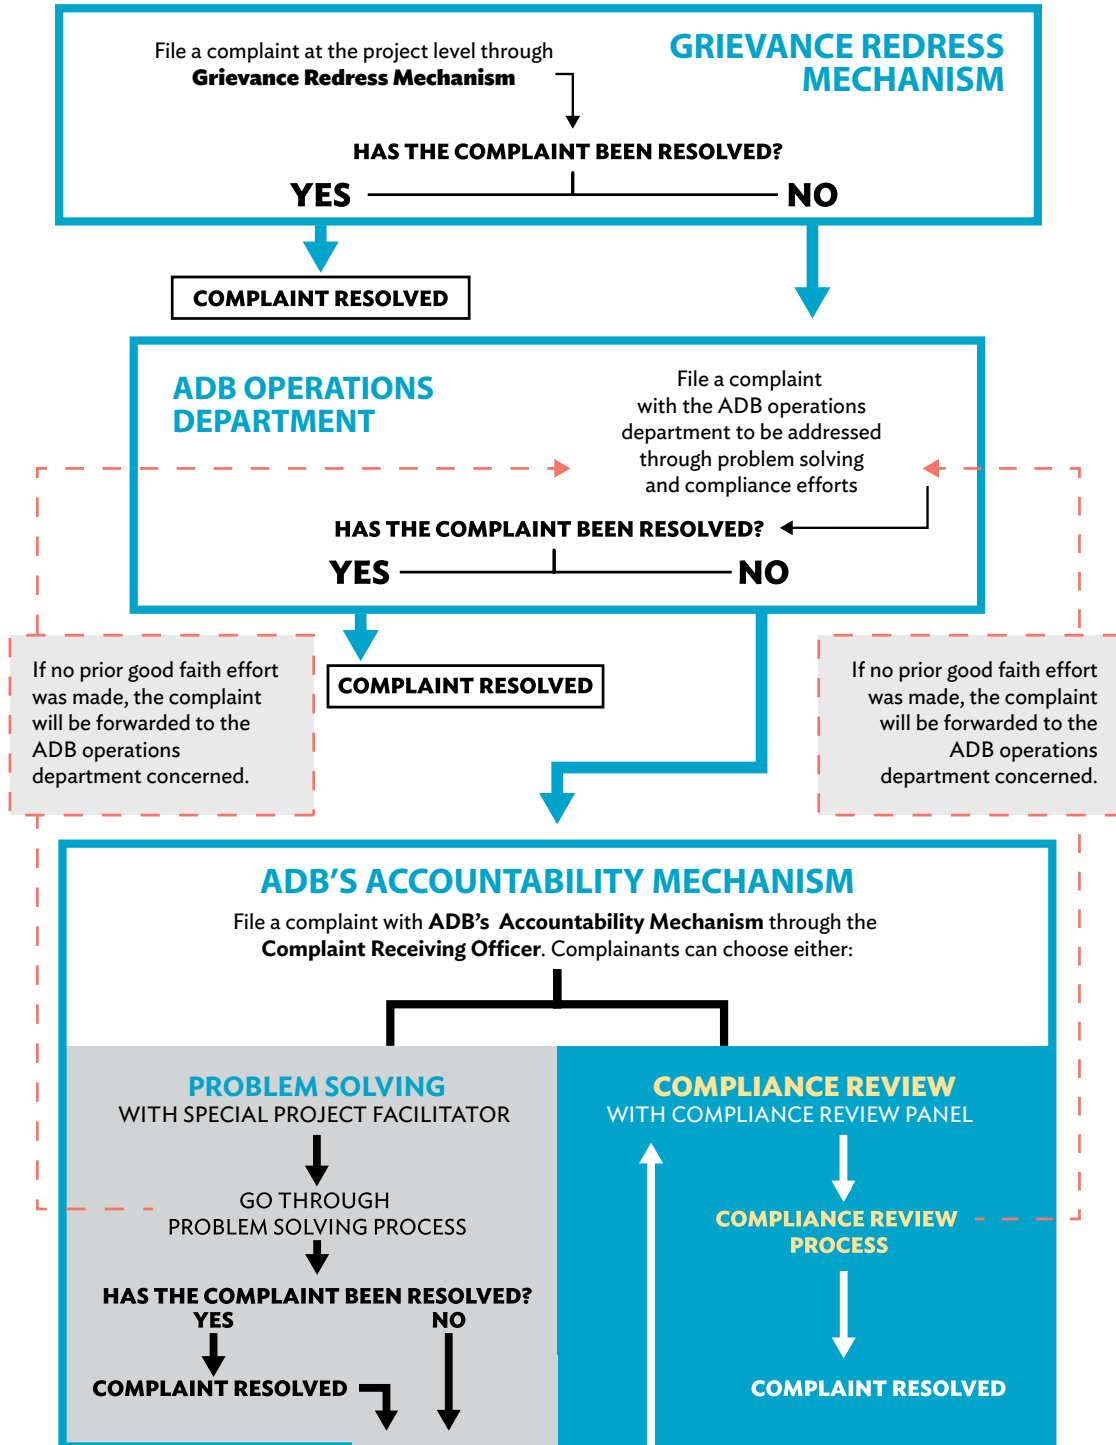 GRIEVANCE REDRESS
MECHANISM
File a complaint at the project level through
Grievance Redress Mechanism
HAS THE COMPLAINT BEEN RESOLVED?
YES
NO
COMPLAINT RESOLVED
ADB OPERATIONS
DEPARTMENT
File a complaint
with the ADB operations
department to be addressed
through problem solving
and compliance efforts
HAS THE COMPLAINT BEEN RESOLVED?
YES
NO
COMPLAINT RESOLVED
If no prior good faith effort
was made, the complaint
will be forwarded to the
ADB operations
department concerned.
If no prior good faith effort
was made, the complaint
will be forwarded to the
ADB operations
department concerned.
ADB’S ACCOUNTABILITY MECHANISM
File a complaint with ADB’s Accountability Mechanism through the
Complaint Receiving Officer. Complainants can choose either:
PROBLEM SOLVING
WITH SPECIAL PROJECT FACILITATOR
GO THROUGH
PROBLEM SOLVING PROCESS
HAS THE COMPLAINT BEEN RESOLVED?
YES
NO
COMPLAINT RESOLVED
COMPLIANCE REVIEW
WITH COMPLIANCE REVIEW PANEL
COMPLIANCE REVIEW
PROCESS
COMPLAINT RESOLVED